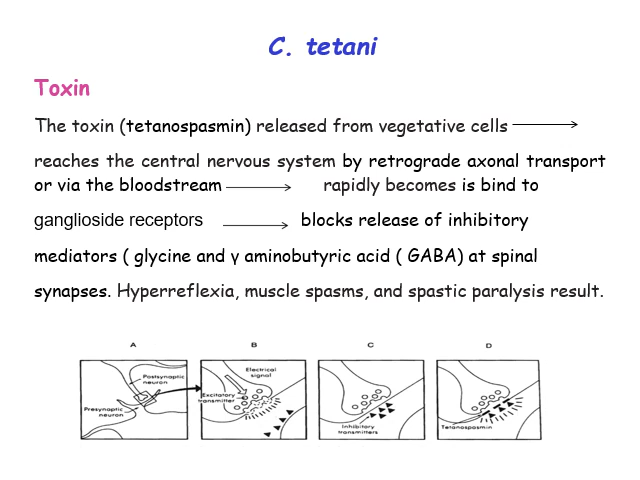 C. tetani
Toxin
The toxin (tetanospasmin) released from vegetative cells
reaches the central nervous system by retrograde axonal transport
or via the bloodstream rapidly becomes is bind to
ganglioside receptors blocks release of inhibitory
mediators ( glycine and γ aminobutyric acid ( GABA) at spinal
synapses. Hyperreflexia, muscle spasms, and spastic paralysis result.
A B C D
Postsynaptic
neuron
Presynaptic
neuron
Electrical
signal
Excitatory
transmitter
Inhibitory
transmitters
Tetanospasmin